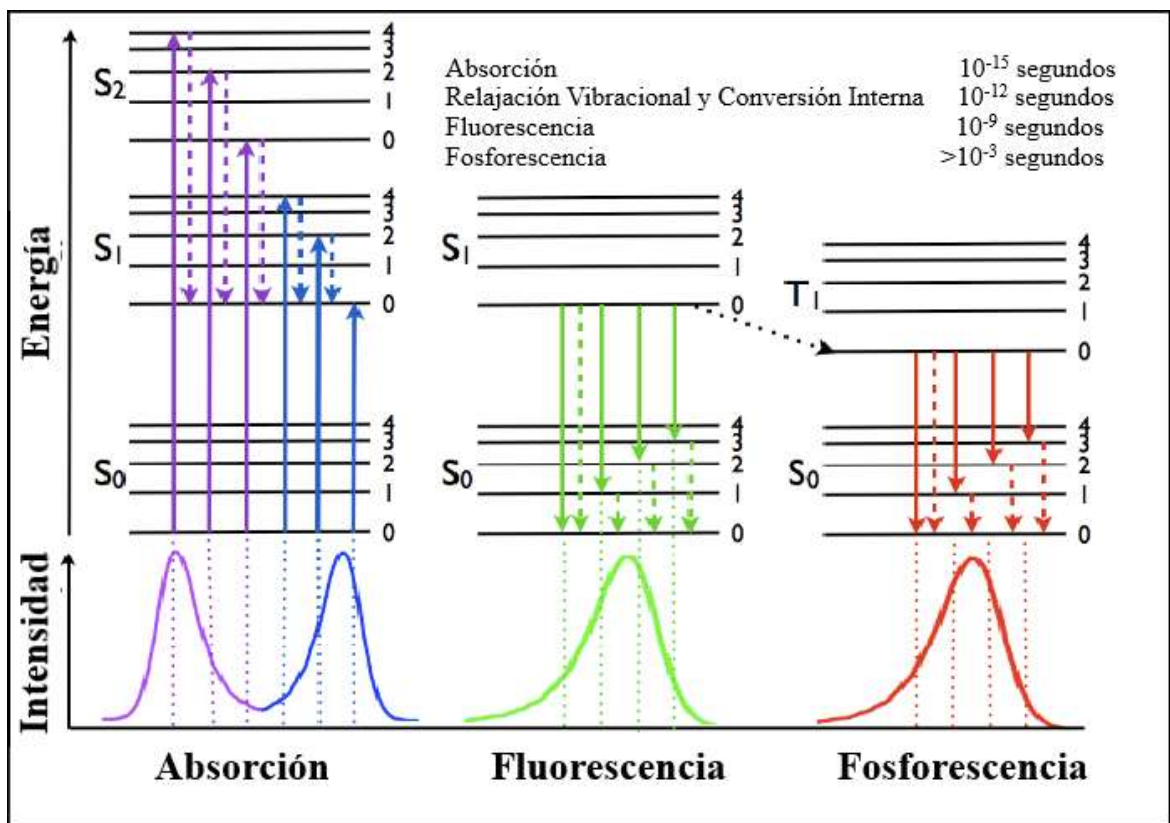 Absorción 10⁻¹⁵ segundos
Relajación Vibracional y Conversión Interna 10⁻¹² segundos
Fluorescencia 10⁻⁹ segundos
Fosforescencia >10⁻³ segundos
Energía
S₂
4
3
2
1
0
S₁
4
3
2
1
0
S₀
4
3
2
1
0
S₁
4
3
2
1
0
S₀
4
3
2
1
0
T₁
4
3
2
1
0
S₀
4
3
2
1
0
Intensidad
Absorción Fluorescencia Fosforescencia